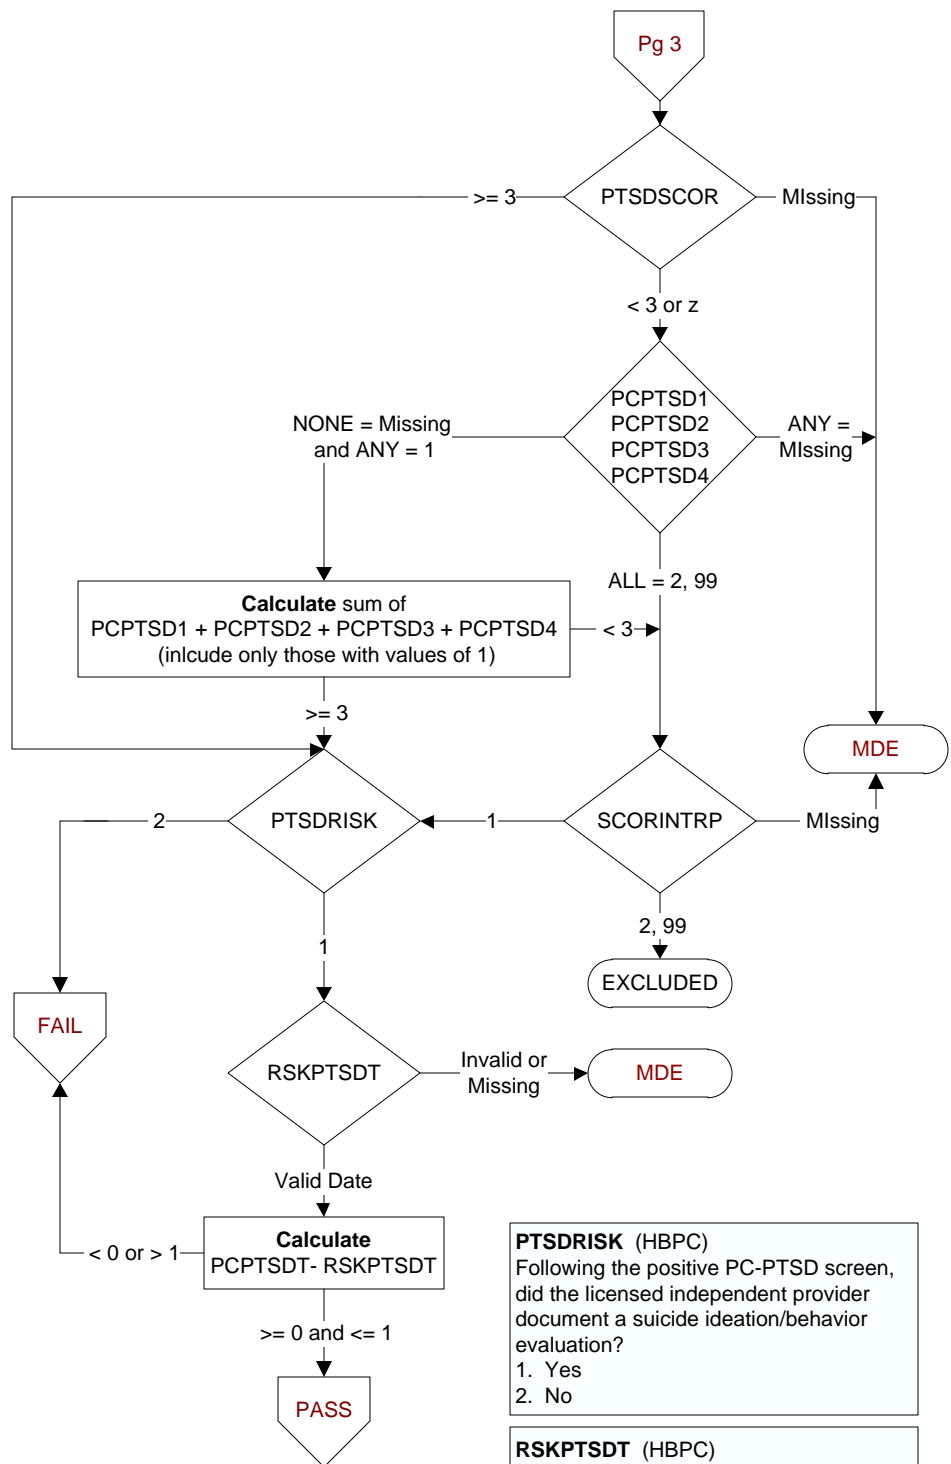 Pg 3
PTSDSCOR
>= 3
MIssing
< 3 or z
PCPTSD1
PCPTSD2
PCPTSD3
PCPTSD4
NONE = Missing
and ANY = 1
ANY =
MIssing
ALL = 2, 99
Calculate sum of
PCPTSD1 + PCPTSD2 + PCPTSD3 + PCPTSD4
(inlcude only those with values of 1)
< 3
>= 3
MDE
PTSDRISK
2
1
SCORINTRP
MIssing
1
2, 99
EXCLUDED
FAIL
RSKPTSDT
Invalid or
Missing
MDE
Valid Date
Calculate
PCPTSDT- RSKPTSDT
< 0 or > 1
>= 0 and <= 1
PASS
PTSDRISK (HBPC)
Following the positive PC-PTSD screen,
did the licensed independent provider
document a suicide ideation/behavior
evaluation?
1. Yes
2. No
RSKPTSDT (HBPC)